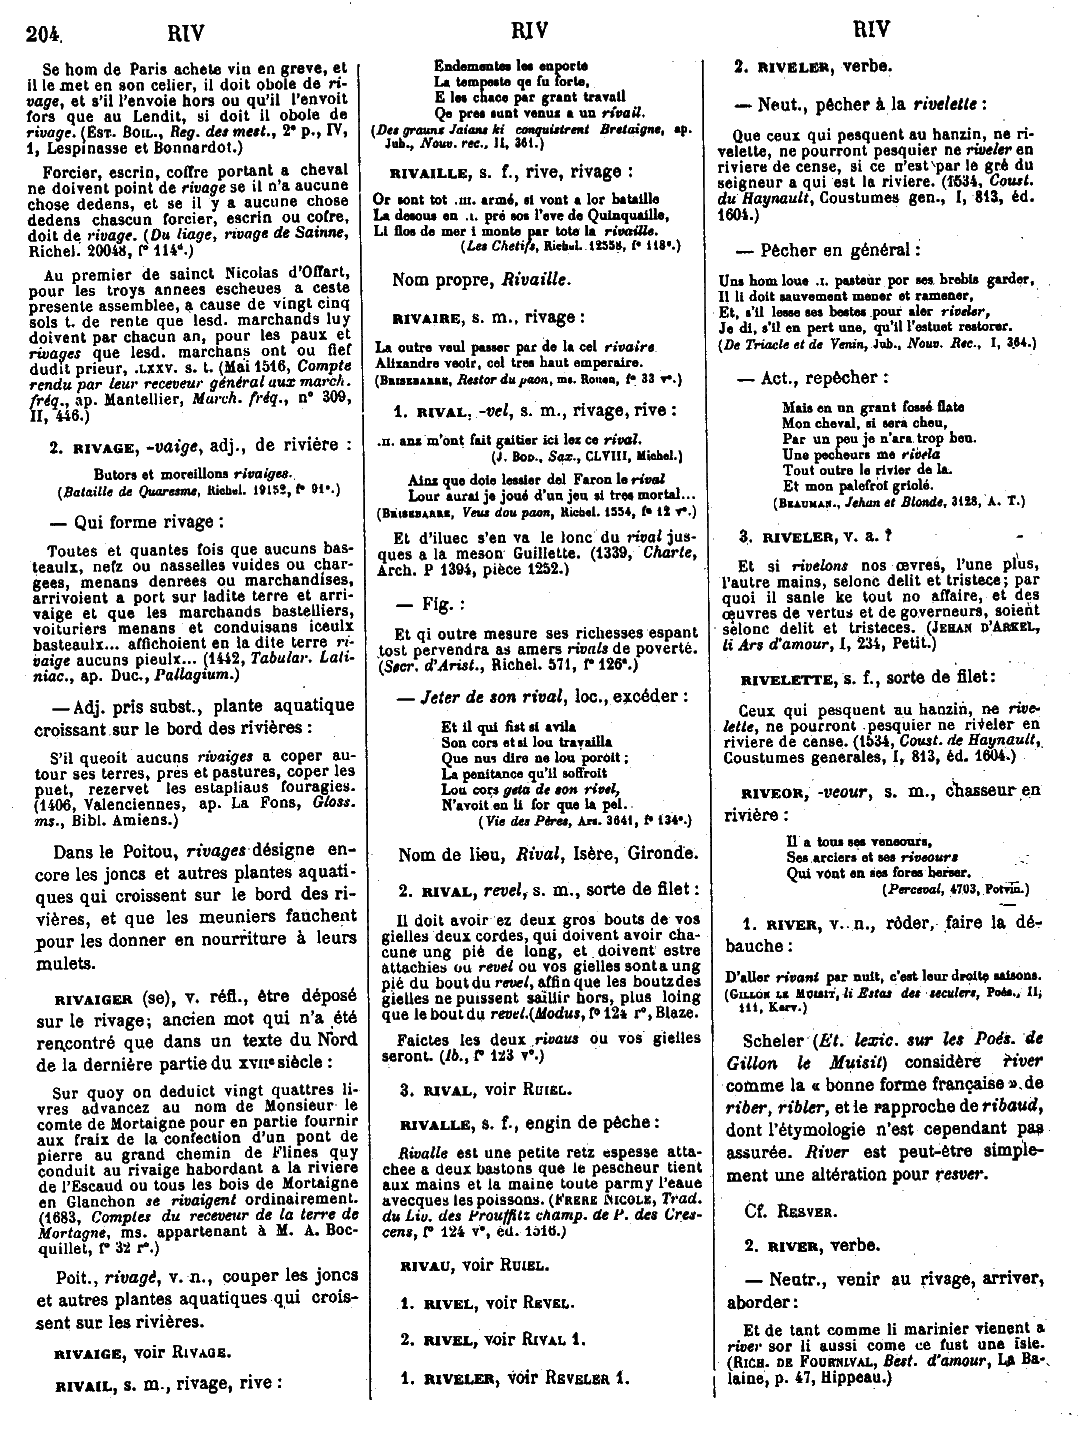 204. RIV RIV RIV
Se hom de Paris achete vin en greve, et
il le met en son celier, il doit obole de ri-
vage, et s'il l'envoie hors ou qu'il l'envoit
fors que au Lendit, si doit il obole de
rivage. (EST. BOIL., Reg. des mest., 2e p., IV,
1, Lespinasse et Bonnardot.)
Forcier, escrin, coffre portant a cheval
ne doivent point de rivage se il n'a aucune
chose dedens, et se il y a aucune chose
dedens chascun forcier, escrin ou cofre,
doit de rivage. (Du liage, rivage de Sainne,
Richel. 20048, f° 114d.)
Au premier de sainct Nicolas d'Offart,
pour les troys annees escheues a ceste
presente assemblee, a cause de vingt cinq
sols t. de rente que lesd. marchands luy
doivent par chacun an, pour les paux et
rivages que lesd. marchans ont ou fief
dudit prieur, .LXXV. s. t. (Mai 1516, Compte
rendu par leur receveur général aux march.
fréq., ap. Mantellier, March. fréq., n° 309,
II, 446.)
2. RIVAGE, -vaige, adj., de rivière :
Butors et moreillons rivaiges.
(Bataille de Quaresme, Richel. 19152, f° 91c.)
— Qui forme rivage :
Toutes et quantes fois que aucuns bas-
teaulx, nefz ou nasselles vuides ou char-
gees, menans denrees ou marchandises,
arrivoient a port sur ladite terre et arri-
vaige et que les marchands bastelliers,
voituriers menans et conduisans iceulx
basteaulx... affichoient en la dite terre ri-
vaige aucuns pieulx... (1442, Tabular. Lati-
niac., ap. Duc., Pallagium.)
— Adj. pris subst., plante aquatique
croissant sur le bord des rivières :
S'il queoit aucuns rivaiges a coper au-
tour ses terres, pres et pastures, coper les
puet, rezervet les estapliaus fouragies.
(1406, Valenciennes, ap. La Fons, Gloss.
ms., Bibl. Amiens.)
Dans le Poitou, rivages désigne en-
core les joncs et autres plantes aquati-
ques qui croissent sur le bord des ri-
vières, et que les meuniers fauchent
pour les donner en nourriture à leurs
mulets.
RIVAIGER (se), v. réfl., être déposé
sur le rivage; ancien mot qui n'a été
rencontré que dans un texte du Nord
de la dernière partie du XVIIe siècle :
Sur quoy on deduict vingt quattres li-
vres advancez au nom de Monsieur le
comte de Mortaigne pour en partie fournir
aux fraix de la confection d'un pont de
pierre au grand chemin de Flines quy
conduit au rivaige habordant a la riviere
de l'Escaud ou tous les bois de Mortaigne
en Glanchon se rivaigent ordinairement.
(1683, Comptes du receveur de la terre de
Mortagne, ms. appartenant à M. A. Boc-
quillet, f° 32 r°.)
Poit., rivagé, v. n., couper les joncs
et autres plantes aquatiques qui crois-
sent sur les rivières.
RIVAIGE, voir RIVAGE.
RIVAIL, s. m., rivage, rive :
Endementes les enporte
La tempeste qe fu forte,
E les chace par grant travail
Qe pres sunt venus a un rivail.
(Des grauns Jaians ki conquistrent Bretaigne, ap.
Jub., Nouv. rec., II, 361.)
RIVAILLE, s. f., rive, rivage :
Or sont tot .III. armé, si vont a lor bataille
La desous en .I. pré sos l'eve de Quinquaille,
Li flos de mer i monte par tote la rivaille.
(Les Chetifs, Richel. 12558, f° 118c.)
Nom propre, Rivaille.
RIVAIRE, s. m., rivage :
La outre veul passer par de la cel rivaire
Alixandre veoir, cel tres haut emperaire.
(BRISEBARRE, Restor du paon, ms. Rouen, f° 33 v°.)
1. RIVAL, -vel, s. m., rivage, rive :
.II. ans m'ont fait gaitier ici lez ce rival.
(J. BOD., Sax., CLVIII, Michel.)
Ains que doie lessier del Faron le rival
Lour aurai je joué d'un jeu si tres mortal...
(BRISEBARRE, Veus dou paon, Richel. 1554, f° 12 v°.)
Et d'iluec s'en va le lonc du rival jus-
ques a la meson Guillette. (1339, Charte,
Arch. P 1394, pièce 1252.)
— Fig. :
Et qi outre mesure ses richesses espant
tost pervendra as amers rivals de poverté.
(Secr. d'Arist., Richel. 571, f° 126c.)
— Jeter de son rival, loc., excéder :
Et il qui fist si avila
Son cors et si lou travailla
Que nus dire ne lou poroit ;
La penitance qu'il soffroit
Lou cors geta de son rivel,
N'avoit en li for que la pel..
(Vie des Pères, Ars. 3641, f° 134c.)
Nom de lieu, Rival, Isère, Gironde.
2. RIVAL, revel, s. m., sorte de filet :
Il doit avoir ez deux gros bouts de vos
gielles deux cordes, qui doivent avoir cha-
cune ung pié de long, et doivent estre
attachies ou revel ou vos gielles sont a ung
pié du bout du revel, affin que les boutz des
gielles ne puissent saillir hors, plus loing
que le bout du revel. (Modus, f° 124 r°, Blaze.
Faictes les deux rivaus ou vos gielles
seront. (Ib., f° 123 v°.)
3. RIVAL, voir RUIEL.
RIVALLE, s. f., engin de pêche :
Rivalle est une petite retz espesse atta-
chee a deux bastons que le pescheur tient
aux mains et la maine toute parmy l'eaue
avecques les poissons. (FRERE NICOLE, Trad.
du Liv. des Prouffitz champ. de P. des Cres-
cens, f° 124 v°, éd. 1516.)
RIVAU, voir RUIEL.
1. RIVEL, voir REVEL.
2. RIVEL, voir RIVAL 1.
1. RIVELER, voir REVELER 1.
2. RIVELER, verbe.
— Neut., pêcher à la rivelette :
Que ceux qui pesquent au hanzin, ne ri-
velette, ne pourront pesquier ne riveler en
riviere de cense, si ce n'est par le gré du
seigneur a qui est la riviere. (1534, Coust.
du Haynault, Coustumes gen., I, 813, éd.
1604.)
— Pêcher en général :
Uns hom loue .I. pasteur por ses brebis garder,
Il li doit sauvement mener et ramener,
Et, s'il lesse ses bestes pour aler riveler,
Je di, s'il en pert une, qu'il l'estuet restorer.
(De Triacle et de Venin, Jub., Nouv. Rec., I, 364.)
— Act., repêcher :
Mais en un grant fossé flate
Mon cheval, si sera cheu,
Par un peu je n'ara trop beu.
Une pecheurs me rivela
Tout outre le rivier de la.
Et mon palefroi griolé.
(BEAUMAN., Jehan et Blonde, 3128, A. T.)
3. RIVELER, v. a. ?
Et si rivelons nos œvres, l'une plus,
l'autre mains, selonc delit et tristece ; par
quoi il sanle ke tout no affaire, et des
œuvres de vertus et de governeurs, soient
selonc delit et tristeces. (JEHAN D'ARKEL,
li Ars d'amour, I, 234, Petit.)
RIVELETTE, s. f., sorte de filet :
Ceux qui pesquent au hanzin, ne rive-
lette, ne pourront pesquier ne riveler en
riviere de cense. (1534, Coust. de Haynault,
Coustumes generales, I, 813, éd. 1604.)
RIVEOR, -veour, s. m., chasseur en
rivière :
Il a tous ses veneours,
Ses arciers et ses riveours
Qui vont en ses fores berser.
(Perceval, 4703, Potvin.)
1. RIVER, v. n., rôder, faire la dé-
bauche :
D'aller rivant par nuit, c'est leur droite saisons.
(GILLON LE MUISIT, li Estas des seculers, Poés., II,
111, Kerv.)
Scheler (Et. lexic. sur les Poés. de
Gillon le Muisit) considère river
comme la « bonne forme française » de
riber, ribler, et le rapproche de ribaud,
dont l'étymologie n'est cependant pas
assurée. River est peut-être simple-
ment une altération pour resver.
Cf. RESVER.
2. RIVER, verbe.
— Neutr., venir au rivage, arriver,
aborder :
Et de tant comme li marinier vienent a
river sor li aussi come ce fust une isle.
(RICH. DE FOURNIVAL, Best. d'amour, LA Ba-
laine, p. 47, Hippeau.)